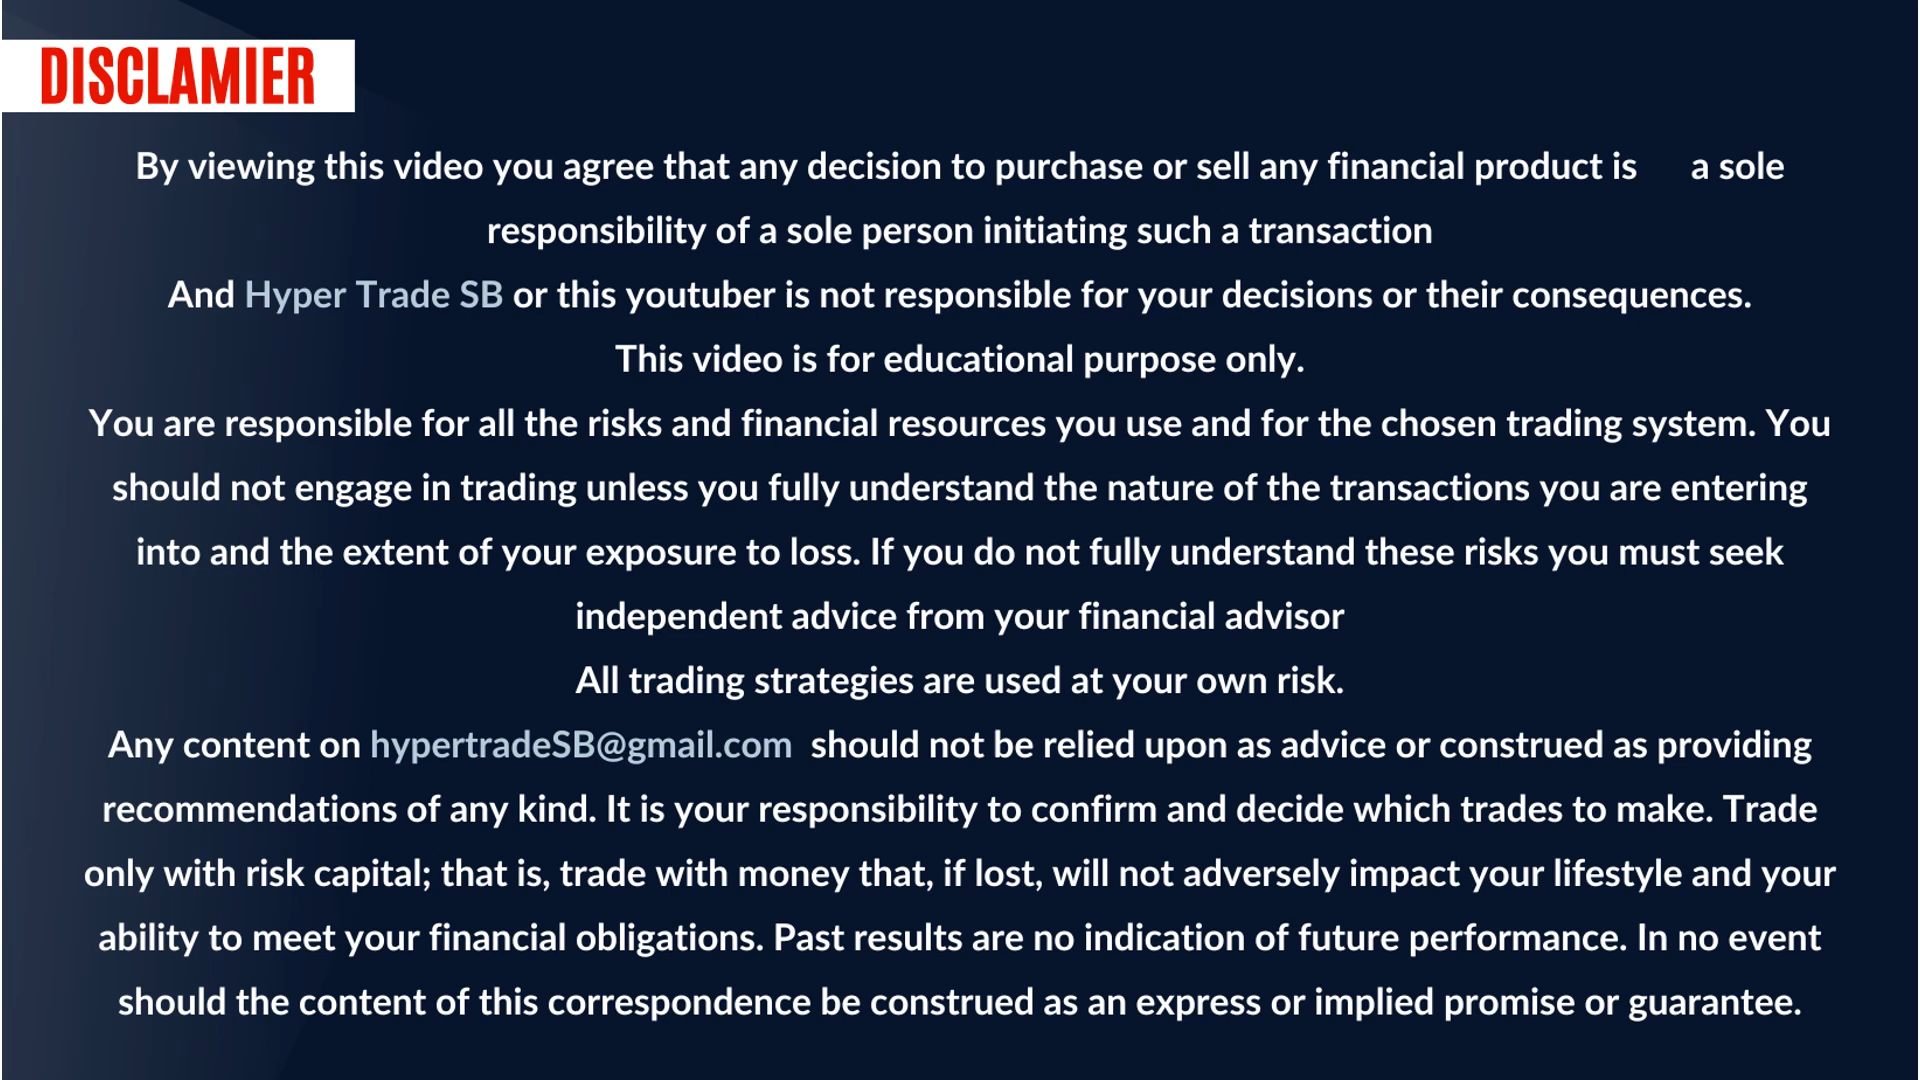 DISCLAMIER
By viewing this video you agree that any decision to purchase or sell any financial product is a sole
responsibility of a sole person initiating such a transaction
And Hyper Trade SB or this youtuber is not responsible for your decisions or their consequences.
This video is for educational purpose only.
You are responsible for all the risks and financial resources you use and for the chosen trading system. You
should not engage in trading unless you fully understand the nature of the transactions you are entering
into and the extent of your exposure to loss. If you do not fully understand these risks you must seek
independent advice from your financial advisor
All trading strategies are used at your own risk.
Any content on hypertradeSB@gmail.com should not be relied upon as advice or construed as providing
recommendations of any kind. It is your responsibility to confirm and decide which trades to make. Trade
only with risk capital; that is, trade with money that, if lost, will not adversely impact your lifestyle and your
ability to meet your financial obligations. Past results are no indication of future performance. In no event
should the content of this correspondence be construed as an express or implied promise or guarantee.